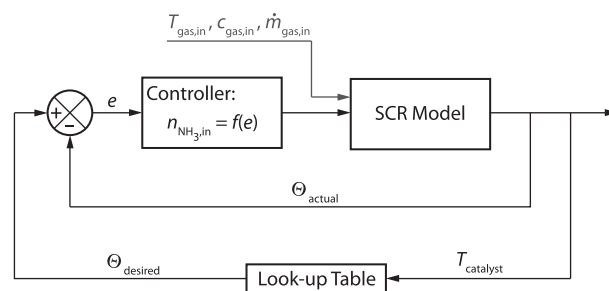 T_gas,in , c_gas,in , ṁ_gas,in
+
−
e
Controller:
n_NH₃,in = f(e)
SCR Model
Θ_actual
Θ_desired
Look-up Table
T_catalyst